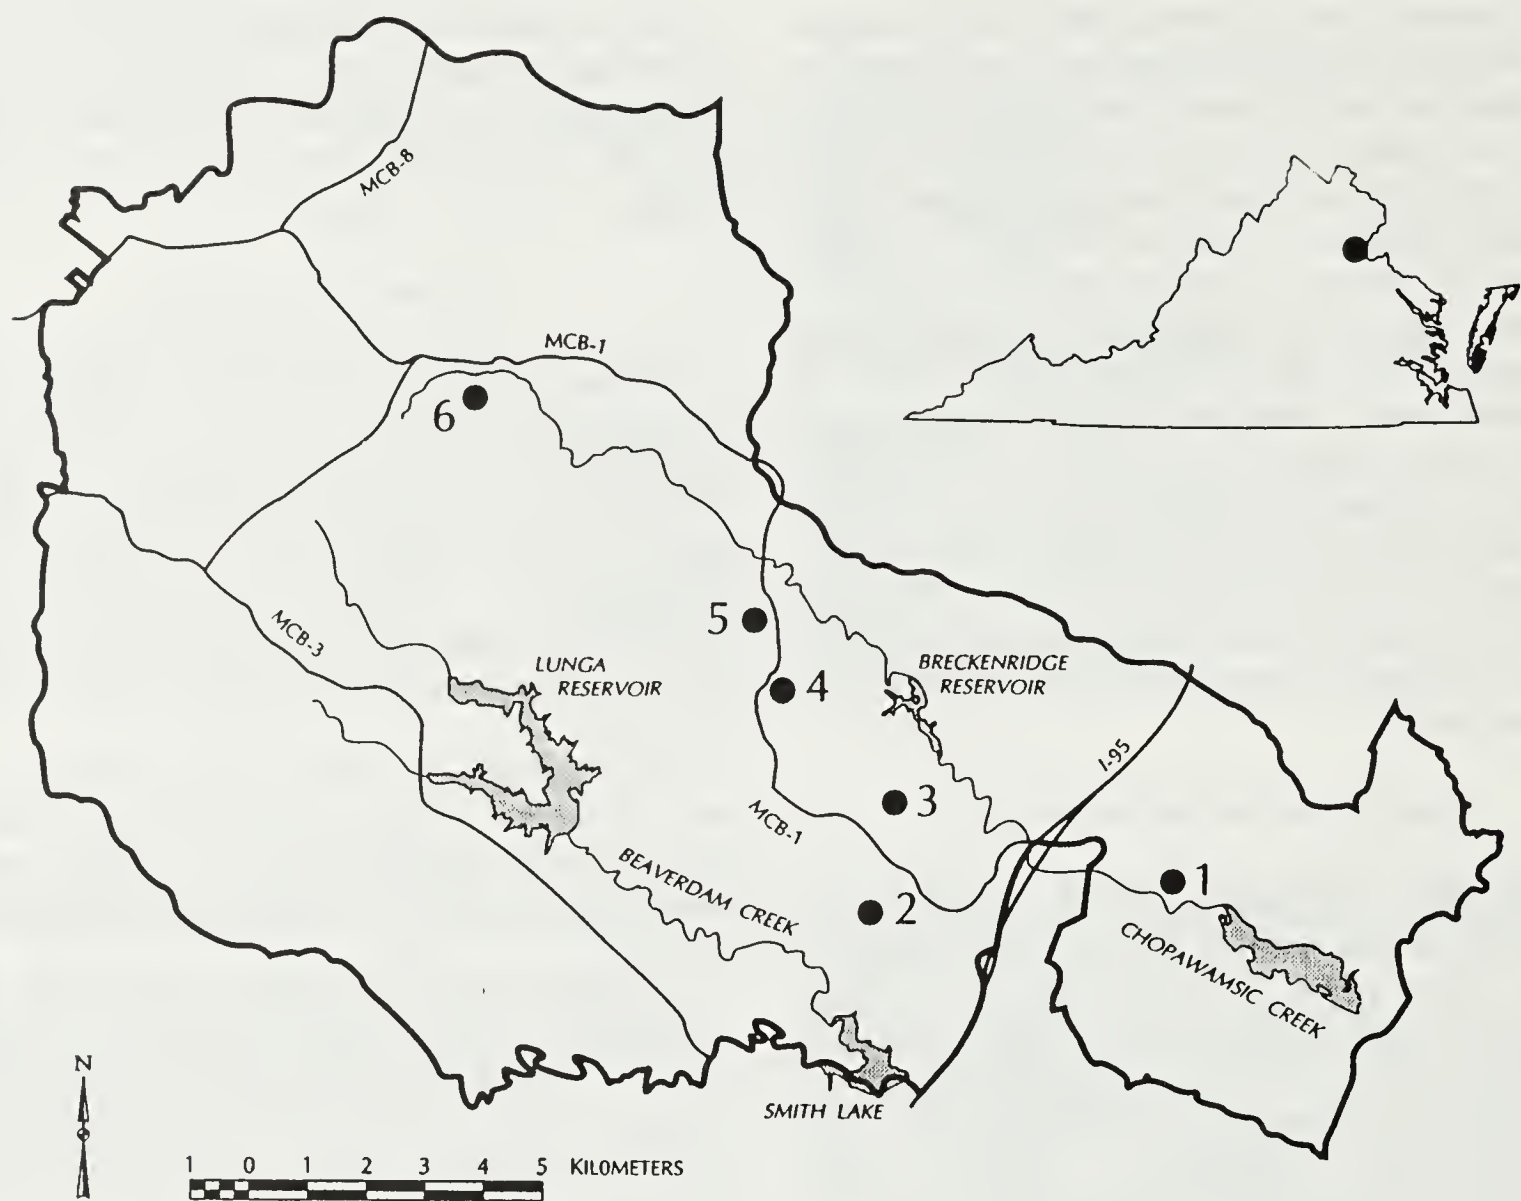 MCB-8
MCB-1
6
5
MCB-3
LUNGA
RESERVOIR
4
BRECKENRIDGE
RESERVOIR
I-95
3
MCB-1
BEAVERDAM CREEK
2
1
CHOPAWAMSIC CREEK
N
SMITH LAKE
1 0 1 2 3 4 5 KILOMETERS